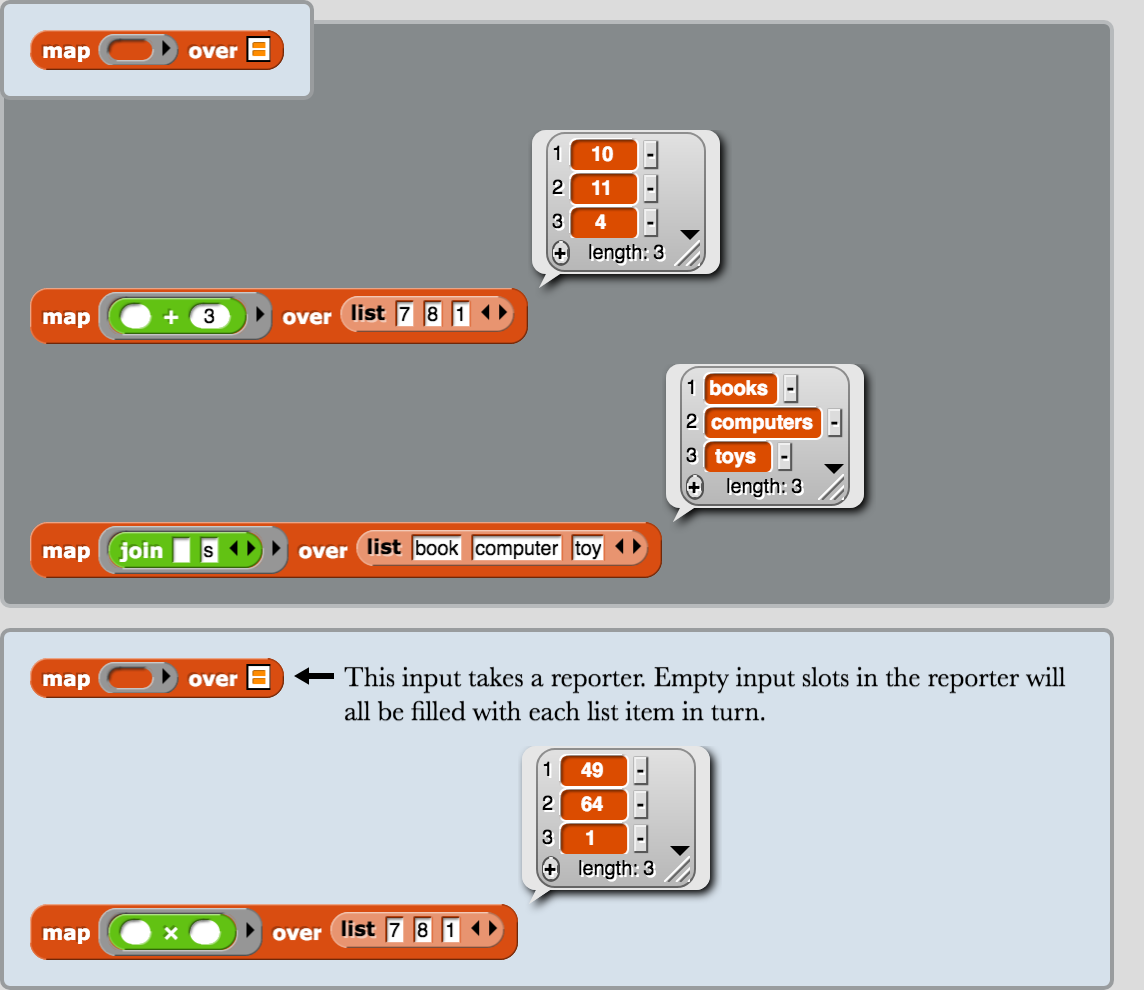 map over
1 10 -
2 11 -
3 4 -
+ length: 3
map + 3 over list 7 8 1
1 books -
2 computers -
3 toys -
+ length: 3
map join s over list book computer toy
map over
This input takes a reporter. Empty input slots in the reporter will
all be filled with each list item in turn.
1 49 -
2 64 -
3 1 -
+ length: 3
map × over list 7 8 1